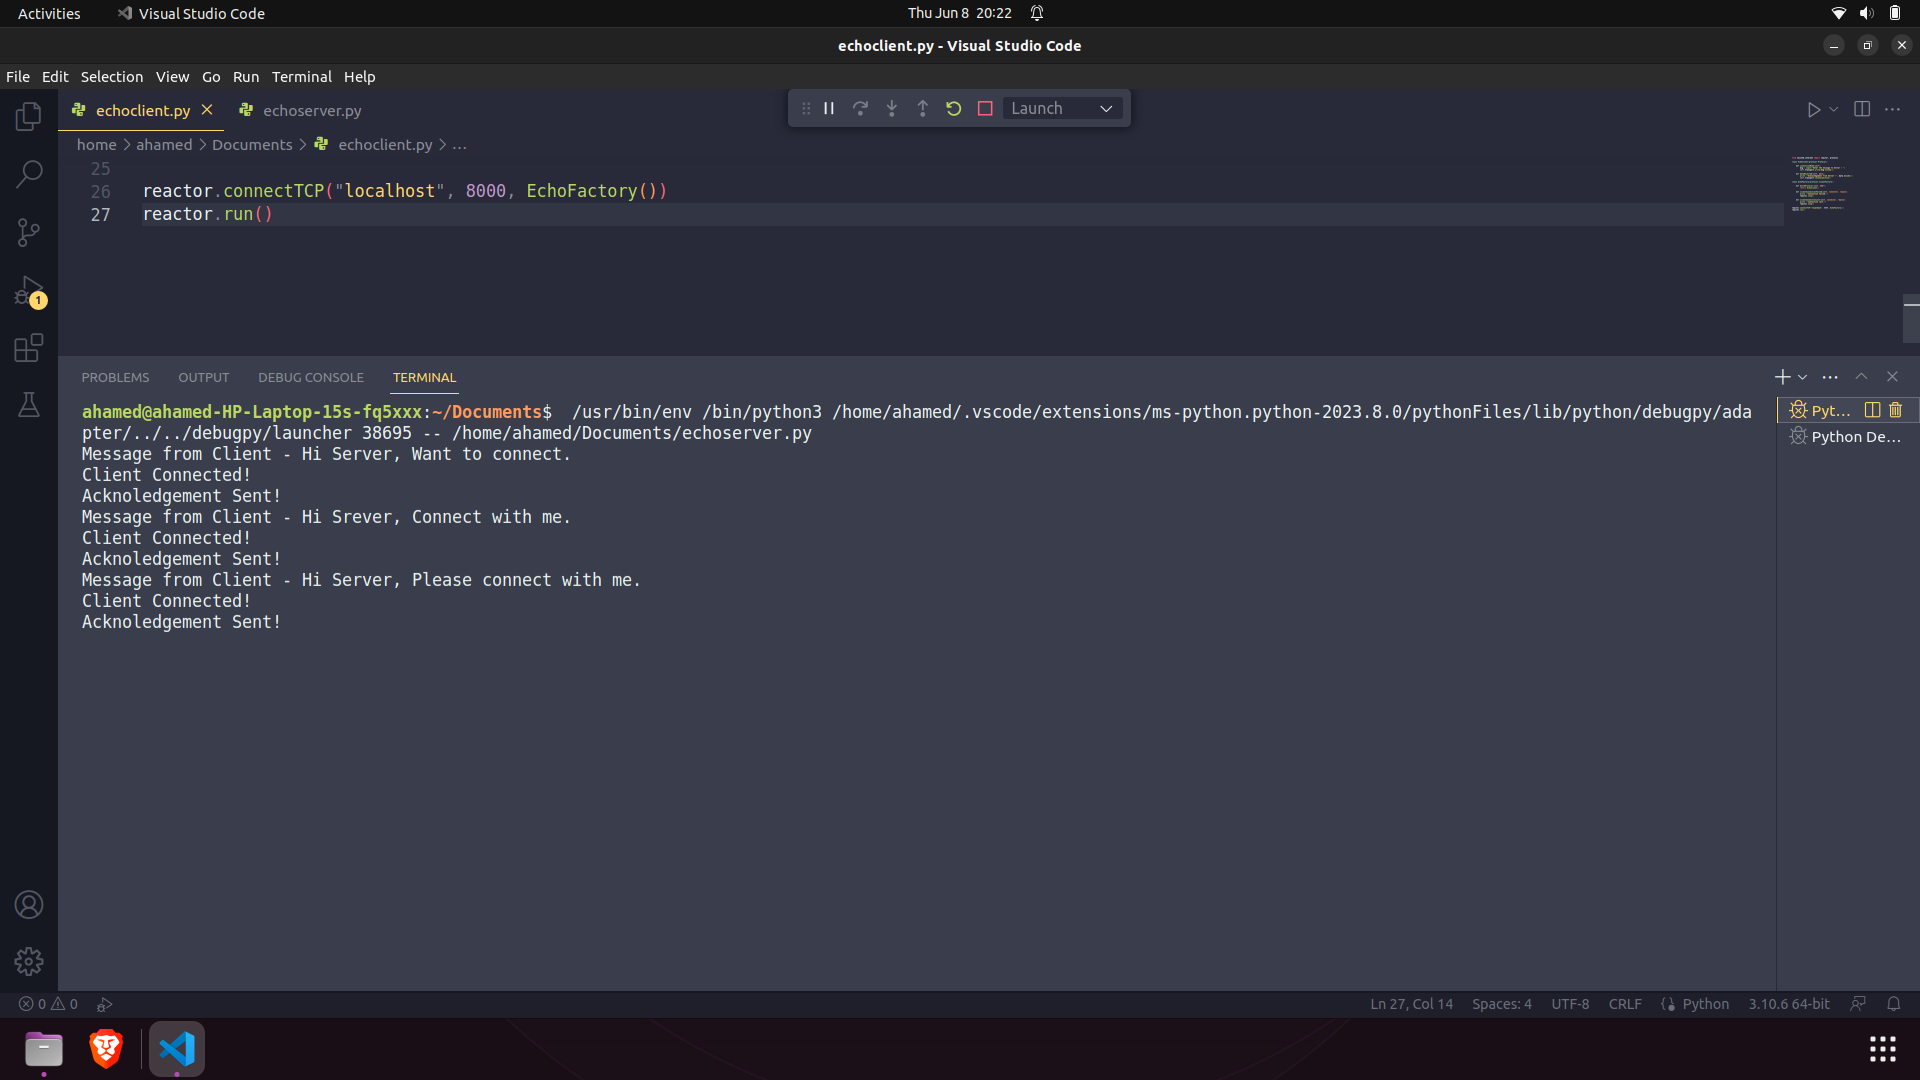 Activities
Visual Studio Code
Thu Jun 8 20:22
echoclient.py - Visual Studio Code
File Edit Selection View Go Run Terminal Help
echoclient.py
echoserver.py
Launch
home > ahamed > Documents > echoclient.py > ...
25
26 reactor.connectTCP("localhost", 8000, EchoFactory())
27 reactor.run()
1
PROBLEMS OUTPUT DEBUG CONSOLE TERMINAL
ahamed@ahamed-HP-Laptop-15s-fq5xxx:~/Documents$ /usr/bin/env /bin/python3 /home/ahamed/.vscode/extensions/ms-python.python-2023.8.0/pythonFiles/lib/python/debugpy/ada
pter/../../debugpy/launcher 38695 -- /home/ahamed/Documents/echoserver.py
Message from Client - Hi Server, Want to connect.
Client Connected!
Acknoledgement Sent!
Message from Client - Hi Srever, Connect with me.
Client Connected!
Acknoledgement Sent!
Message from Client - Hi Server, Please connect with me.
Client Connected!
Acknoledgement Sent!
Pyt...
Python De...
0 0
Ln 27, Col 14 Spaces: 4 UTF-8 CRLF Python 3.10.6 64-bit